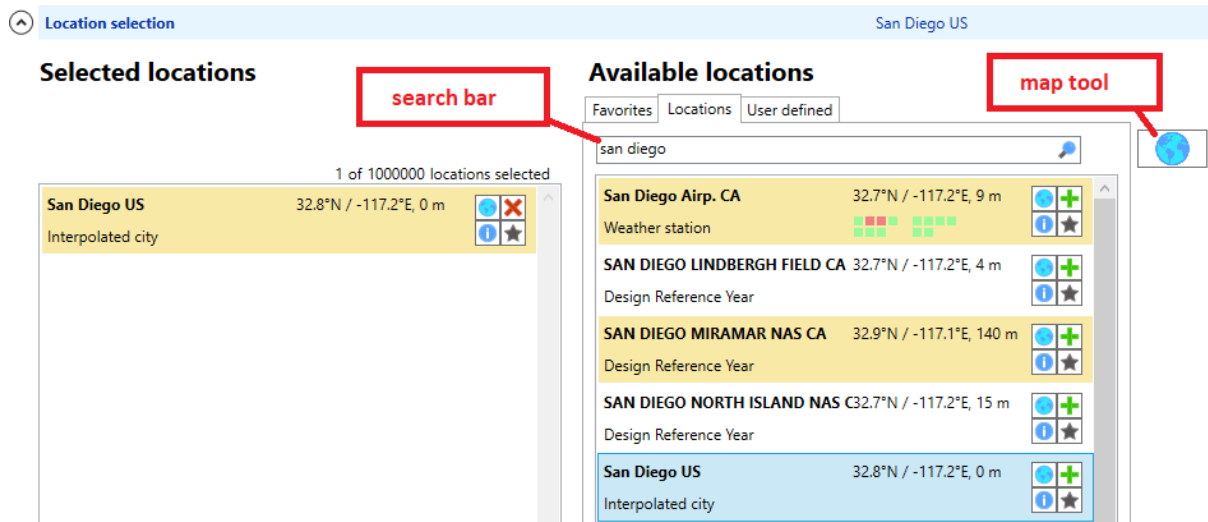 Location selection San Diego US
Selected locations
Available locations
search bar
map tool
Favorites Locations User defined
san diego
1 of 1000000 locations selected
San Diego US 32.8°N / -117.2°E, 0 m
Interpolated city
San Diego Airp. CA 32.7°N / -117.2°E, 9 m
Weather station
SAN DIEGO LINDBERGH FIELD CA 32.7°N / -117.2°E, 4 m
Design Reference Year
SAN DIEGO MIRAMAR NAS CA 32.9°N / -117.1°E, 140 m
Design Reference Year
SAN DIEGO NORTH ISLAND NAS C32.7°N / -117.2°E, 15 m
Design Reference Year
San Diego US 32.8°N / -117.2°E, 0 m
Interpolated city